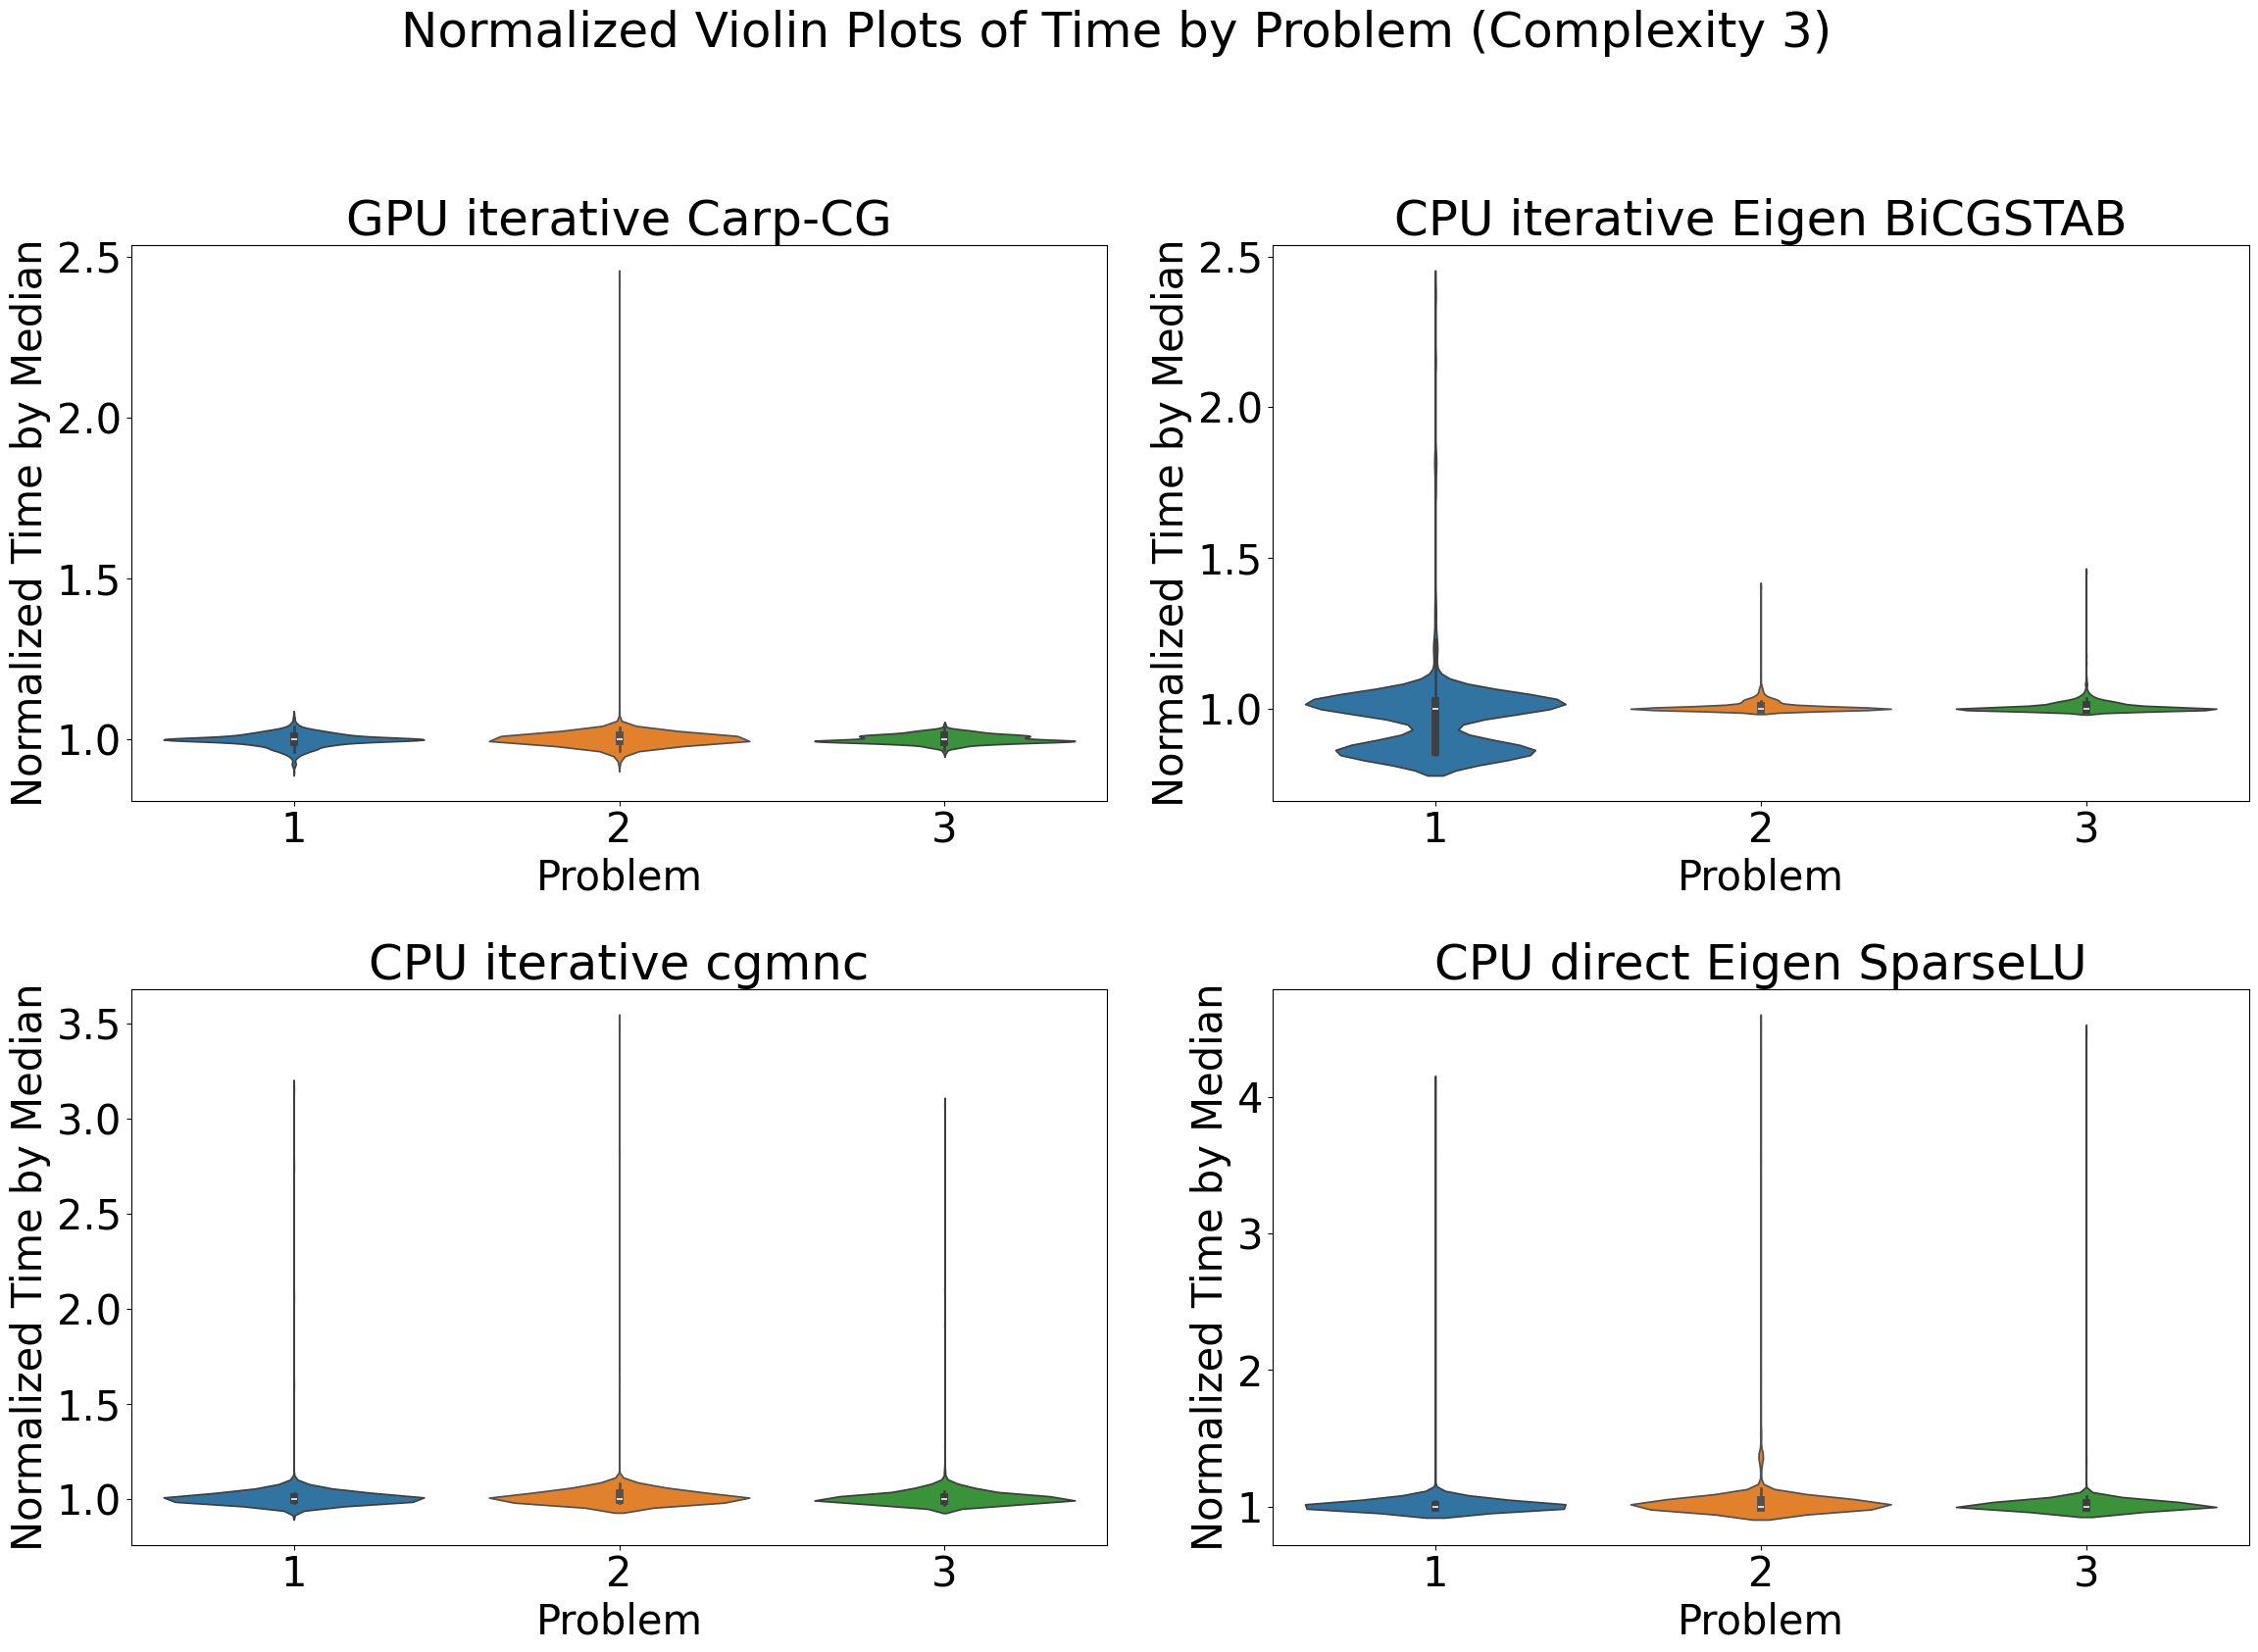 Normalized Violin Plots of Time by Problem (Complexity 3)
GPU iterative Carp-CG
Normalized Time by Median
2.5
2.0
1.5
1.0
1 2 3
Problem
CPU iterative Eigen BiCGSTAB
Normalized Time by Median
2.5
2.0
1.5
1.0
1 2 3
Problem
CPU iterative cgmnc
Normalized Time by Median
3.5
3.0
2.5
2.0
1.5
1.0
1 2 3
Problem
CPU direct Eigen SparseLU
Normalized Time by Median
4
3
2
1
1 2 3
Problem